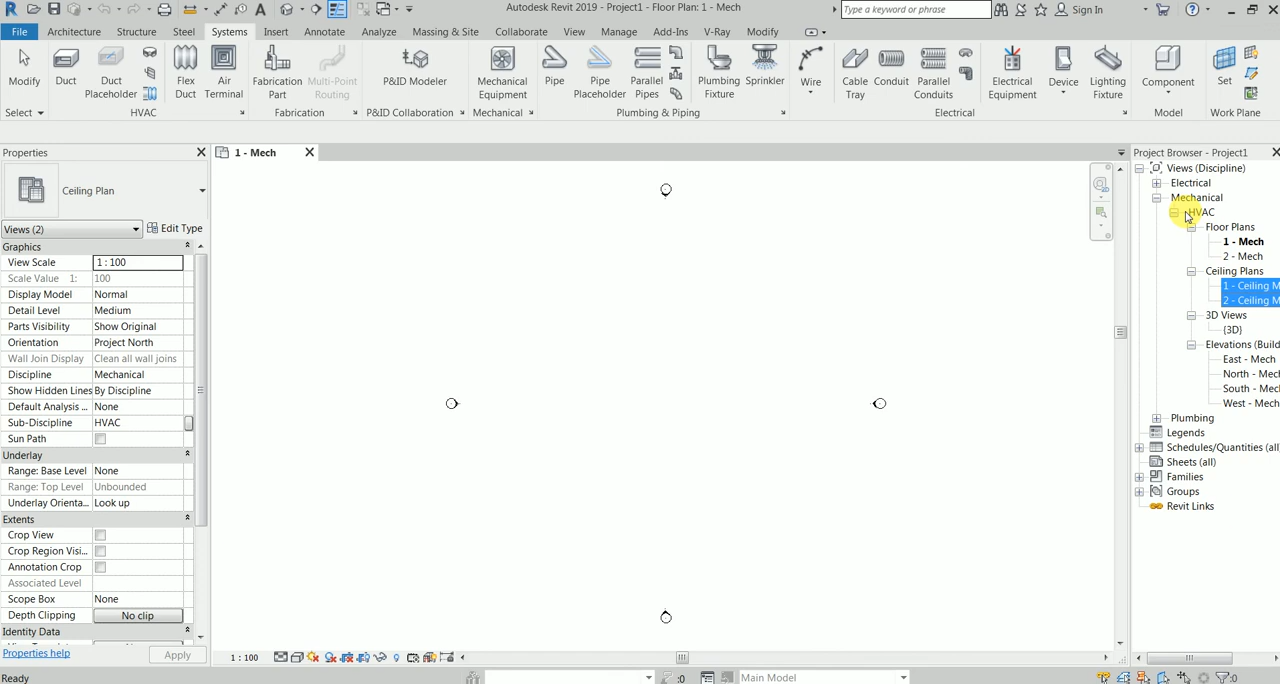 Autodesk Revit 2019 - Project1 - Floor Plan: 1 - Mech
Type a keyword or phrase
Sign In
File Architecture Structure Steel Systems Insert Annotate Analyze Massing & Site Collaborate View Manage Add-Ins V-Ray Modify
Modify
Duct
Duct Placeholder
Flex Duct
Air Terminal
Fabrication Part
Multi-Point Routing
P&ID Modeler
Mechanical Equipment
Pipe
Pipe Placeholder
Parallel Pipes
Plumbing Fixture
Sprinkler
Wire
Cable Tray
Conduit
Parallel Conduits
Electrical Equipment
Device
Lighting Fixture
Component
Set
Select HVAC Fabrication P&ID Collaboration Mechanical Plumbing & Piping Electrical Model Work Plane
Properties
Ceiling Plan
Views (2) Edit Type
Graphics
View Scale 1 : 100
Scale Value 1: 100
Display Model Normal
Detail Level Medium
Parts Visibility Show Original
Orientation Project North
Wall Join Display Clean all wall joins
Discipline Mechanical
Show Hidden Lines By Discipline
Default Analysis ... None
Sub-Discipline HVAC
Sun Path
Underlay
Range: Base Level None
Range: Top Level Unbounded
Underlay Orienta... Look up
Extents
Crop View
Crop Region Visi...
Annotation Crop
Associated Level
Scope Box None
Depth Clipping No clip
Identity Data
Properties help Apply
1 - Mech
1 : 100
Project Browser - Project1
Views (Discipline)
Electrical
Mechanical
HVAC
Floor Plans
1 - Mech
2 - Mech
Ceiling Plans
1 - Ceiling M
2 - Ceiling M
3D Views
{3D}
Elevations (Build
East - Mech
North - Mech
South - Mech
West - Mech
Plumbing
Legends
Schedules/Quantities (all
Sheets (all)
Families
Groups
Revit Links
Ready
:0
Main Model
:0